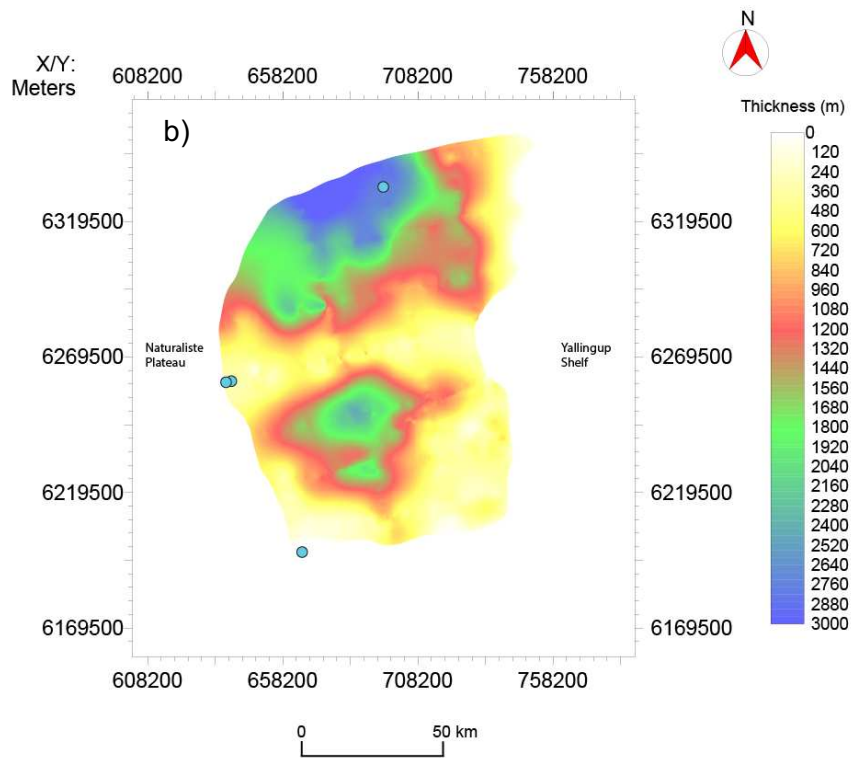 N
X/Y:
Meters
608200 658200 708200 758200
Thickness (m)
b)
0
120
240
360
480
600
720
840
960
1080
1200
1320
1440
1560
1680
1800
1920
2040
2160
2280
2400
2520
2640
2760
2880
3000
6319500 6319500
6269500 6269500
Naturaliste
Plateau
Yallingup
Shelf
6219500 6219500
6169500 6169500
608200 658200 708200 758200
0 50 km